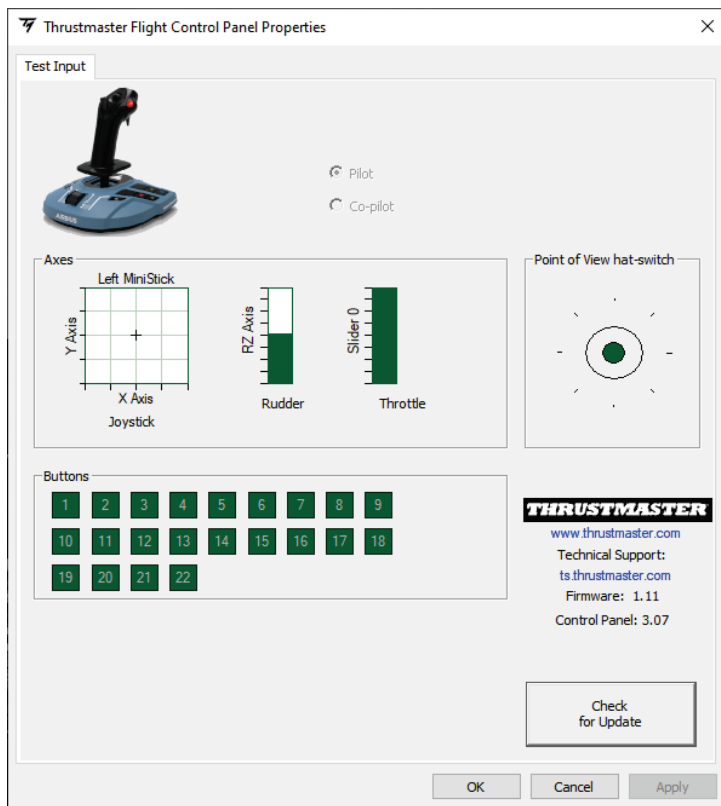 Thrustmaster Flight Control Panel Properties
Test Input
AIRBUS
Pilot
Co-pilot
Axes
Left MiniStick
Y Axis
X Axis
Joystick
RZ Axis
Rudder
Slider 0
Throttle
Point of View hat-switch
Buttons
1 2 3 4 5 6 7 8 9
10 11 12 13 14 15 16 17 18
19 20 21 22
THRUSTMASTER
www.thrustmaster.com
Technical Support:
ts.thrustmaster.com
Firmware: 1.11
Control Panel: 3.07
Check
for Update
OK Cancel Apply